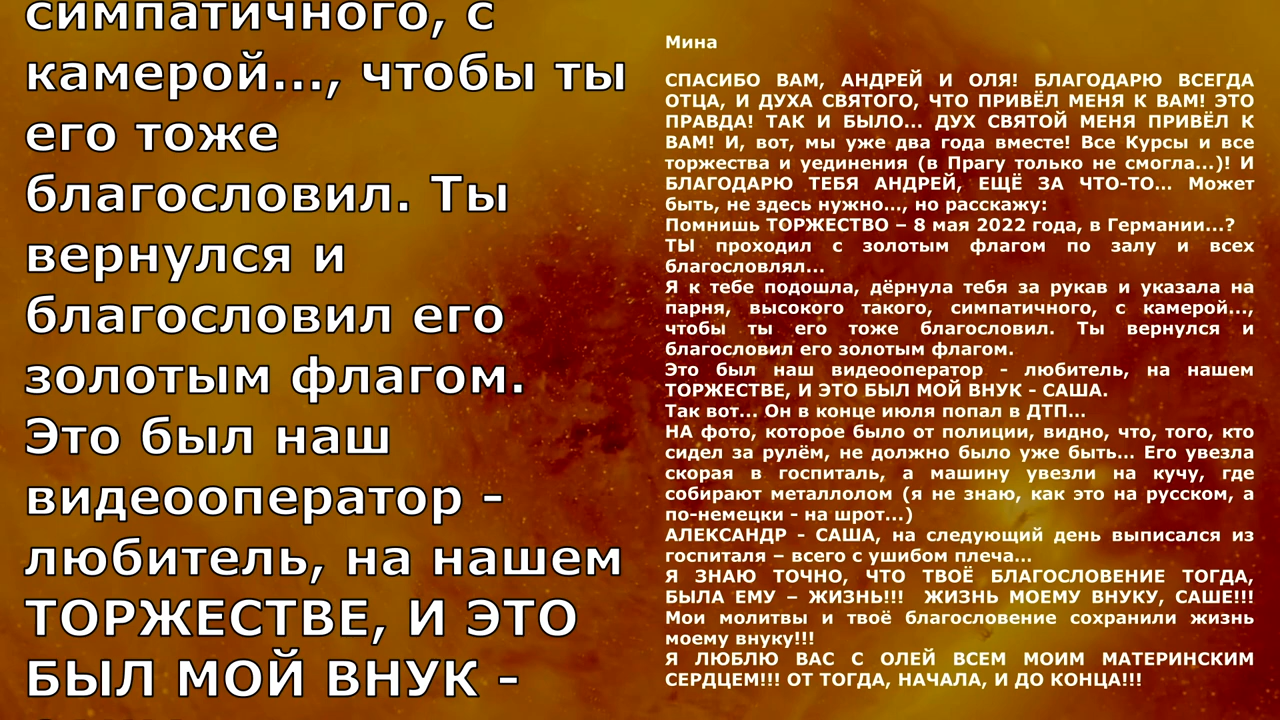 симпатичного, с
камерой..., чтобы ты
его тоже
благословил. Ты
вернулся и
благословил его
золотым флагом.
Это был наш
видеооператор -
любитель, на нашем
ТОРЖЕСТВЕ, И ЭТО
БЫЛ МОЙ ВНУК -
Мина
СПАСИБО ВАМ, АНДРЕЙ И ОЛЯ! БЛАГОДАРЮ ВСЕГДА
ОТЦА, И ДУХА СВЯТОГО, ЧТО ПРИВЁЛ МЕНЯ К ВАМ! ЭТО
ПРАВДА! ТАК И БЫЛО... ДУХ СВЯТОЙ МЕНЯ ПРИВЁЛ К
ВАМ! И, вот, мы уже два года вместе! Все Курсы и все
торжества и уединения (в Прагу только не смогла...)! И
БЛАГОДАРЮ ТЕБЯ АНДРЕЙ, ЕЩЁ ЗА ЧТО-ТО... Может
быть, не здесь нужно..., но расскажу:
Помнишь ТОРЖЕСТВО – 8 мая 2022 года, в Германии...?
ТЫ проходил с золотым флагом по залу и всех
благословлял...
Я к тебе подошла, дёрнула тебя за рукав и указала на
парня, высокого такого, симпатичного, с камерой...,
чтобы ты его тоже благословил. Ты вернулся и
благословил его золотым флагом.
Это был наш видеооператор - любитель, на нашем
ТОРЖЕСТВЕ, И ЭТО БЫЛ МОЙ ВНУК - САША.
Так вот... Он в конце июля попал в ДТП...
НА фото, которое было от полиции, видно, что, того, кто
сидел за рулём, не должно было уже быть... Его увезла
скорая в госпиталь, а машину увезли на кучу, где
собирают металлолом (я не знаю, как это на русском, а
по-немецки - на шрот...)
АЛЕКСАНДР - САША, на следующий день выписался из
госпиталя – всего с ушибом плеча...
Я ЗНАЮ ТОЧНО, ЧТО ТВОЁ БЛАГОСЛОВЕНИЕ ТОГДА,
БЫЛА ЕМУ – ЖИЗНЬ!!! ЖИЗНЬ МОЕМУ ВНУКУ, САШЕ!!!
Мои молитвы и твоё благословение сохранили жизнь
моему внуку!!!
Я ЛЮБЛЮ ВАС С ОЛЕЙ ВСЕМ МОИМ МАТЕРИНСКИМ
СЕРДЦЕМ!!! ОТ ТОГДА, НАЧАЛА, И ДО КОНЦА!!!